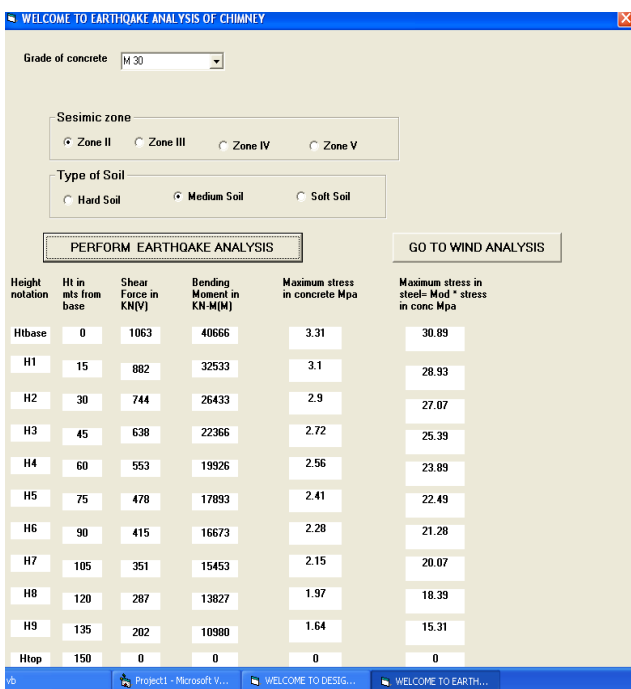 WELCOME TO EARTHQAKE ANALYSIS OF CHIMNEY
Grade of concrete M 30
Sesimic zone
Zone II Zone III Zone IV Zone V
Type of Soil
Hard Soil Medium Soil Soft Soil
PERFORM EARTHQAKE ANALYSIS GO TO WIND ANALYSIS
Height Ht in Shear Bending Maximum stress Maximum stress in
notation mts from Force in Moment in in concrete Mpa steel= Mod * stress
base KN(V) KN-M(M) in conc Mpa
Htbase 0 1063 40666 3.31 30.89
H1 15 882 32533 3.1 28.93
H2 30 744 26433 2.9 27.07
H3 45 638 22366 2.72 25.39
H4 60 553 19926 2.56 23.89
H5 75 478 17893 2.41 22.49
H6 90 415 16673 2.28 21.28
H7 105 351 15453 2.15 20.07
H8 120 287 13827 1.97 18.39
H9 135 202 10980 1.64 15.31
Htop 150 0 0 0 0
vb Project1 - Microsoft V... WELCOME TO DESIG... WELCOME TO EARTH...